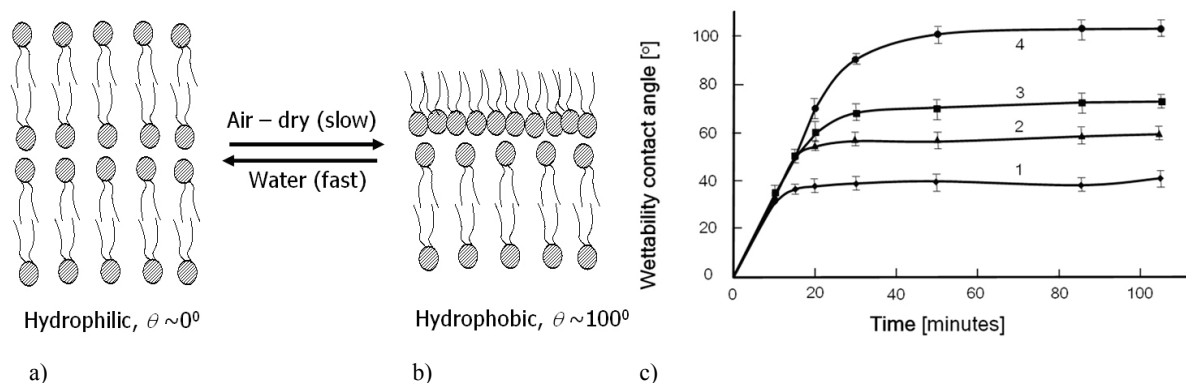 Air – dry (slow)
Water (fast)
Hydrophilic, θ ~0⁰
Hydrophobic, θ ~100⁰
a)
b)
c)
Wettability contact angle [o]
100
80
60
40
20
0
4
3
2
1
0
20
40
60
80
100
Time [minutes]